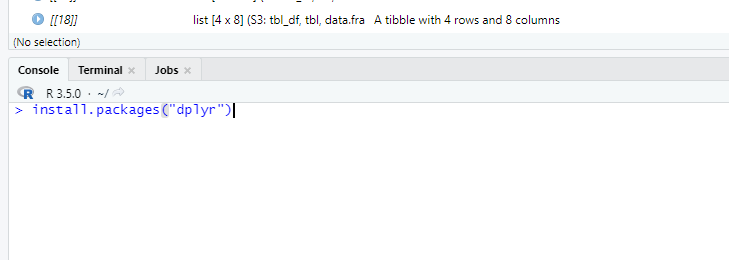 [[18]] list [4 x 8] (S3: tbl_df, tbl, data.fra A tibble with 4 rows and 8 columns
(No selection)
Console Terminal × Jobs ×
R R 3.5.0 · ~/
> install.packages("dplyr")